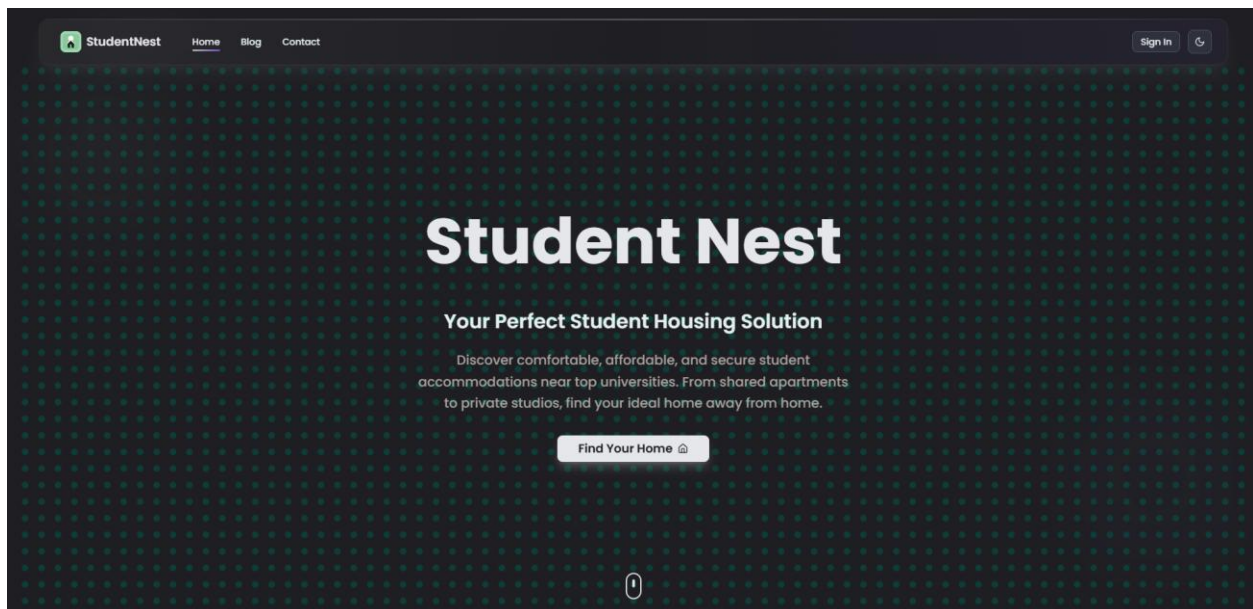 StudentNest
Home
Blog
Contact
Sign In
Student Nest
Your Perfect Student Housing Solution
Discover comfortable, affordable, and secure student
accommodations near top universities. From shared apartments
to private studios, find your ideal home away from home.
Find Your Home